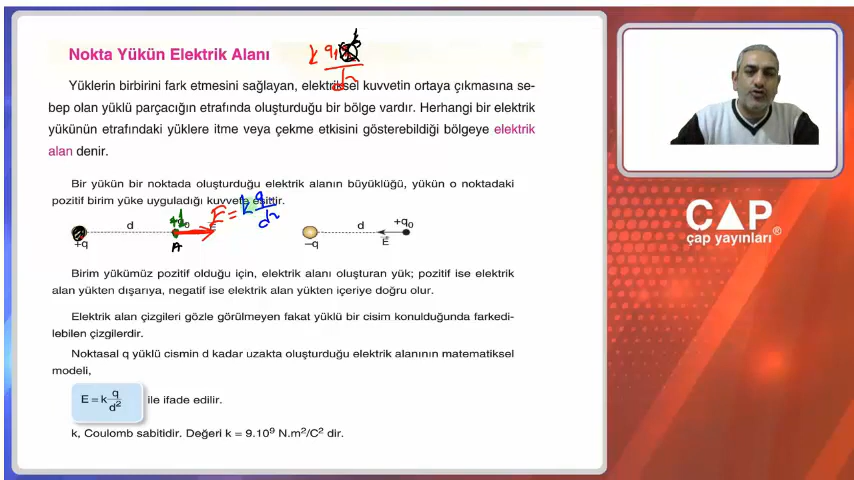 Nokta Yükün Elektrik Alanı
Yüklerin birbirini fark etmesini sağlayan, elektriksel kuvvetin ortaya çıkmasına se-
bep olan yüklü parçacığın etrafında oluşturduğu bir bölge vardır. Herhangi bir elektrik
yükünün etrafındaki yüklere itme veya çekme etkisini gösterebildiği bölgeye elektrik
alan denir.
Bir yükün bir noktada oluşturduğu elektrik alanın büyüklüğü, yükün o noktadaki
pozitif birim yüke uyguladığı kuvvete eşittir.
E = k q/d²
d
+q
A
d
+q₀
E
−q
Birim yükümüz pozitif olduğu için, elektrik alanı oluşturan yük; pozitif ise elektrik
alan yükten dışarıya, negatif ise elektrik alan yükten içeriye doğru olur.
Elektrik alan çizgileri gözle görülmeyen fakat yüklü bir cisim konulduğunda farkedi-
lebilen çizgilerdir.
Noktasal q yüklü cismin d kadar uzakta oluşturduğu elektrik alanının matematiksel
modeli,
E = k q/d² ile ifade edilir.
k, Coulomb sabitidir. Değeri k = 9.10⁹ N.m²/C² dir.
ÇAP
çap yayınları